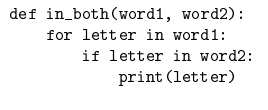 def in_both(word1, word2):
    for letter in word1:
        if letter in word2:
            print(letter)